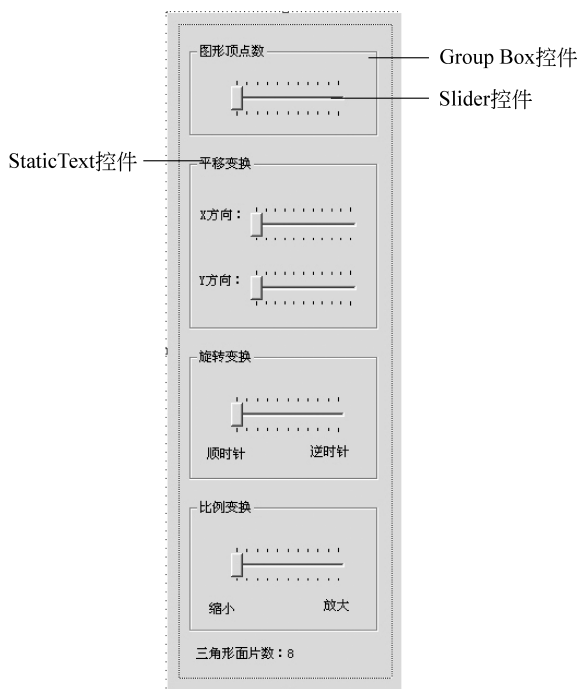 图形顶点数
Group Box控件
Slider控件
StaticText控件
平移变换
X方向：
Y方向：
旋转变换
顺时针
逆时针
比例变换
缩小
放大
三角形面片数：8